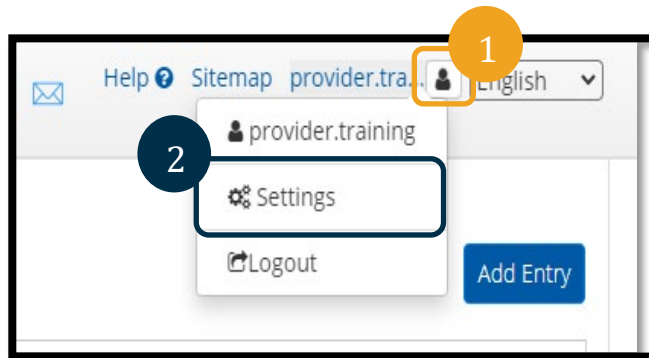 1
Help Sitemap provider.tra... English
provider.training
2
Settings
Logout
Add Entry